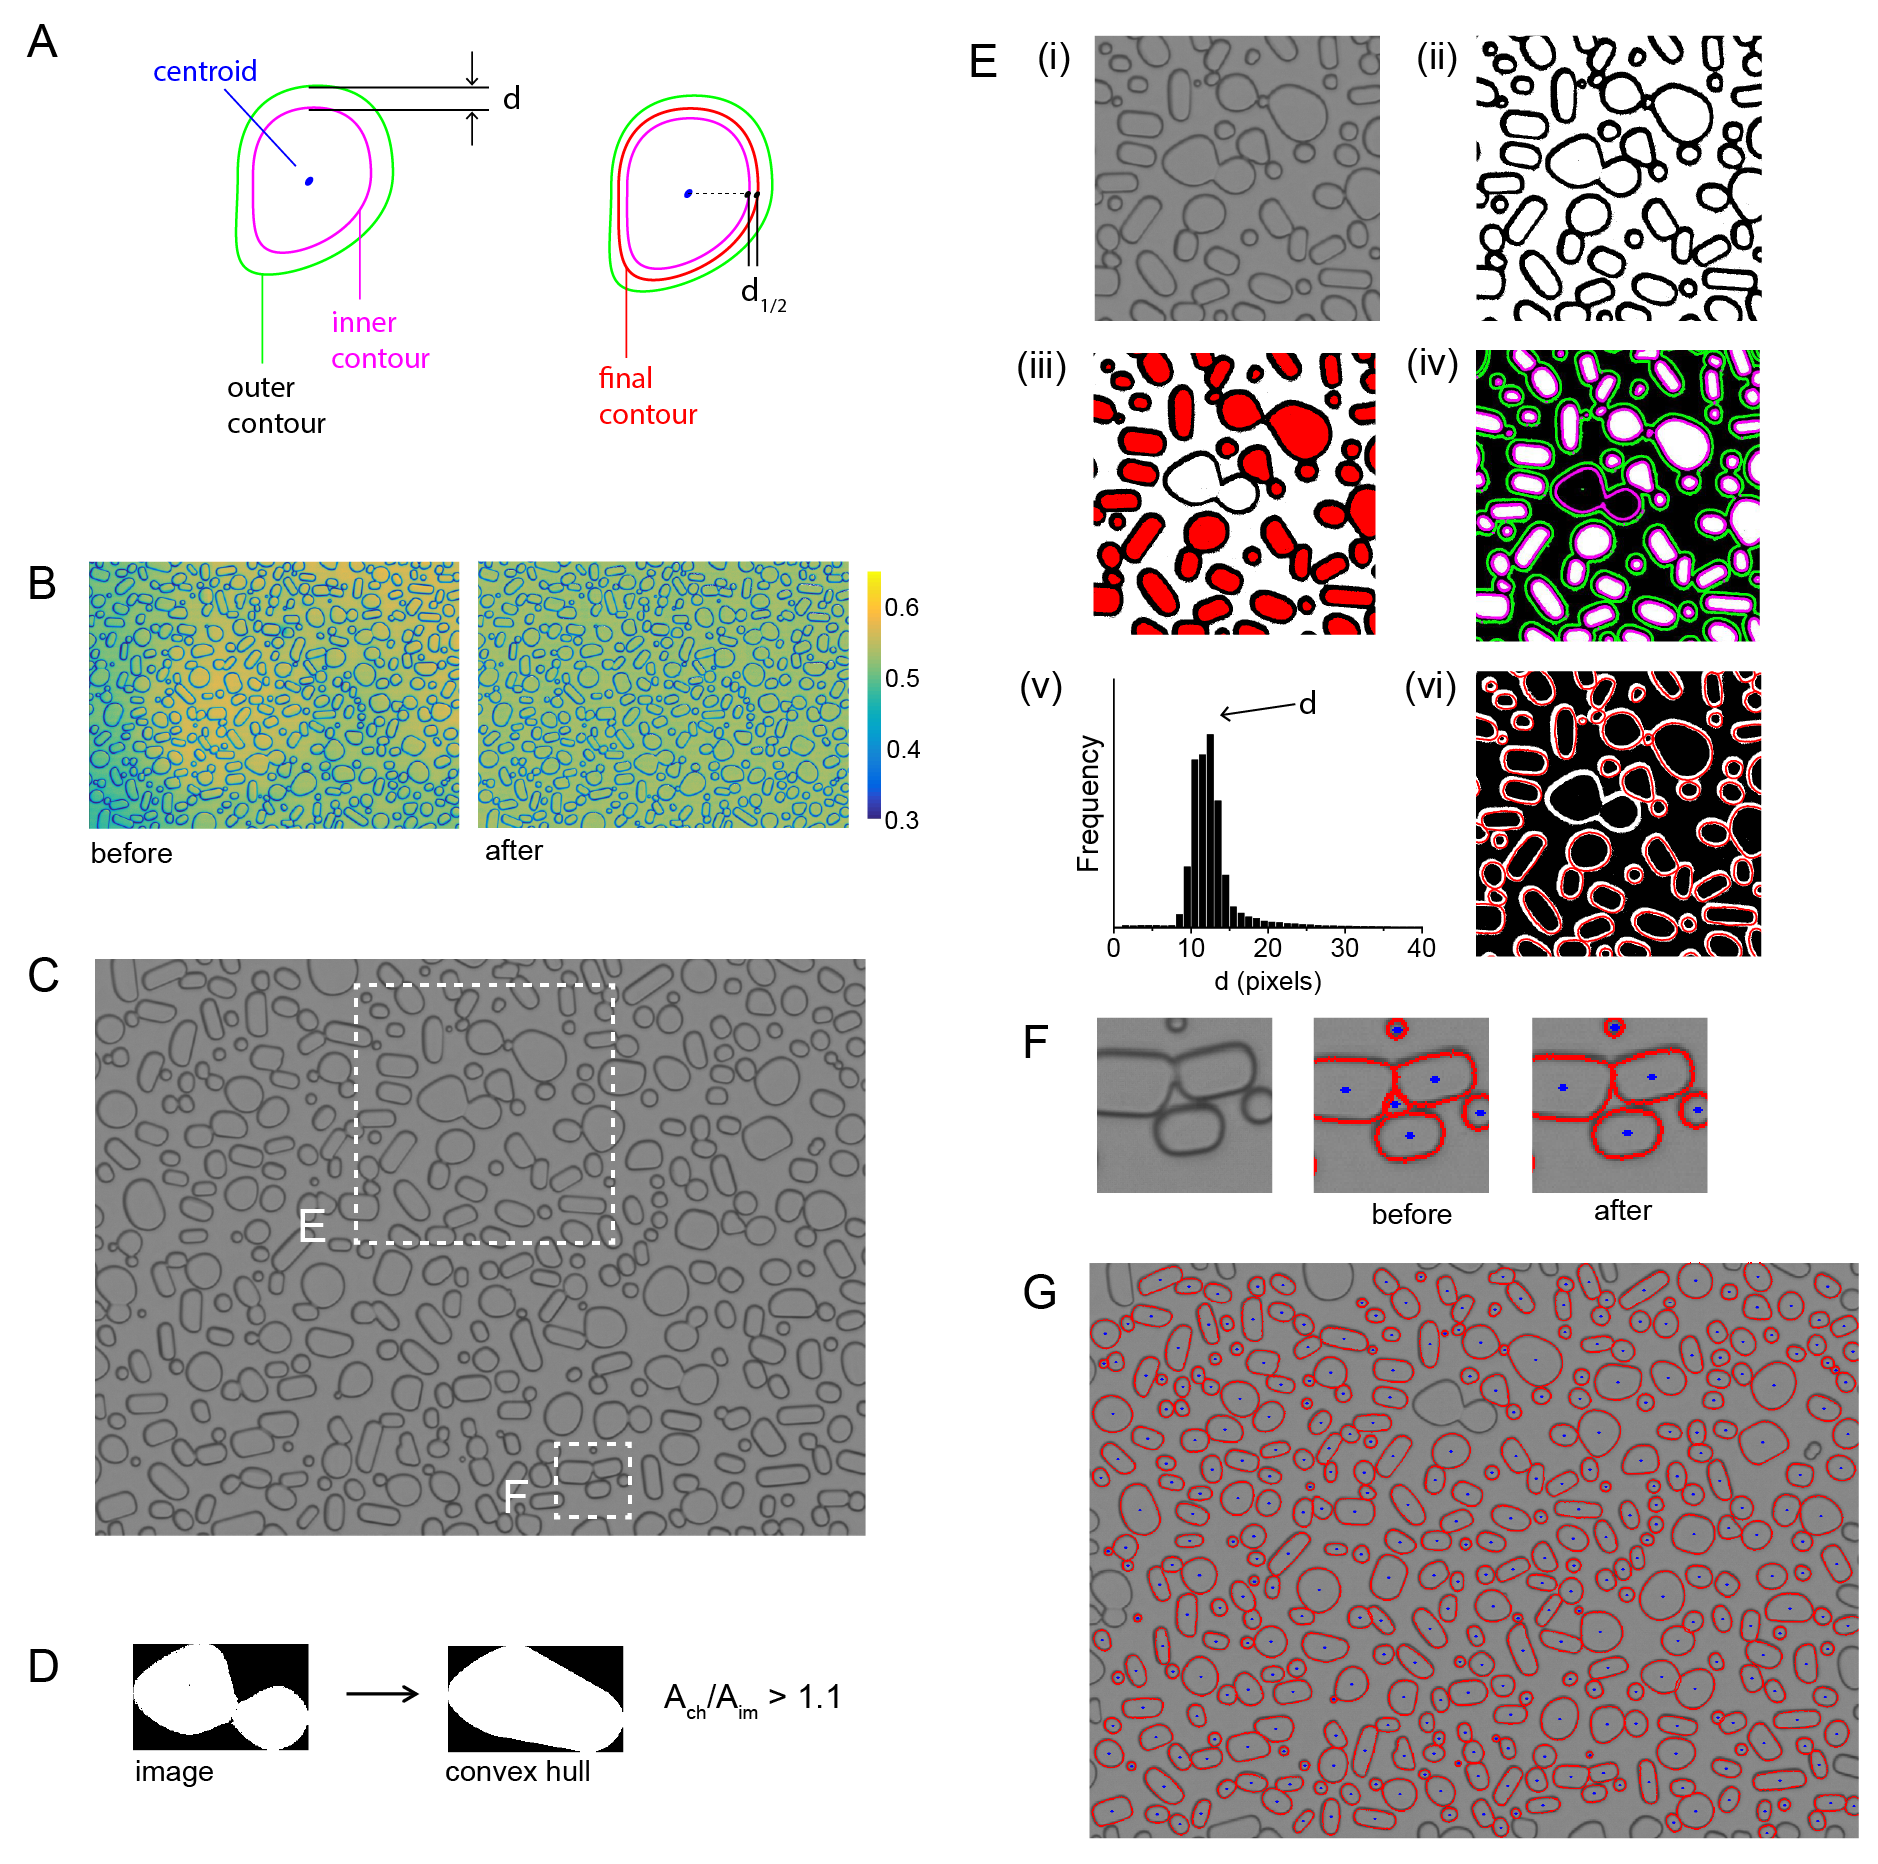 A
centroid
d
inner
contour
outer
contour
d1/2
final
contour
B
before
after
0.6
0.5
0.4
0.3
C
E
F
D
image
convex hull
Ach/Aim > 1.1
E
(i)
(ii)
(iii)
(iv)
(v)
d
Frequency
0 10 20 30 40
d (pixels)
(vi)
F
before
after
G